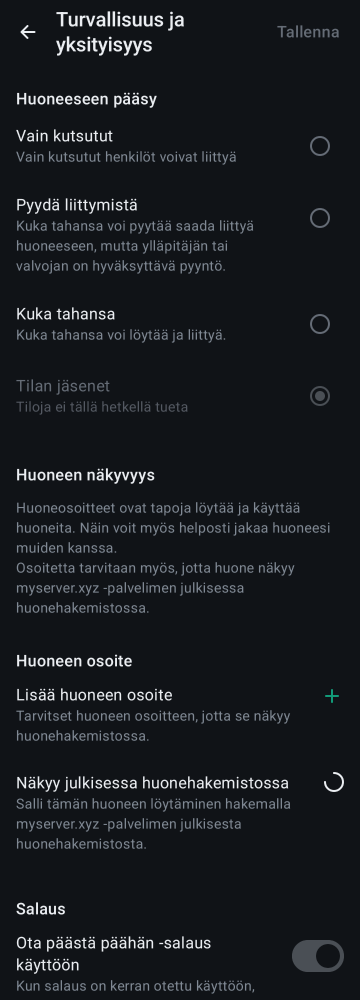 Turvallisuus ja
yksityisyys
Tallenna
Huoneeseen pääsy
Vain kutsutut
Vain kutsutut henkilöt voivat liittyä
Pyydä liittymistä
Kuka tahansa voi pyytää saada liittyä
huoneeseen, mutta ylläpitäjän tai
valvojan on hyväksyttävä pyyntö.
Kuka tahansa
Kuka tahansa voi löytää ja liittyä.
Tilan jäsenet
Tiloja ei tällä hetkellä tueta
Huoneen näkyvyys
Huoneosoitteet ovat tapoja löytää ja käyttää
huoneita. Näin voit myös helposti jakaa huoneesi
muiden kanssa.
Osoitetta tarvitaan myös, jotta huone näkyy
myserver.xyz -palvelimen julkisessa
huonehakemistossa.
Huoneen osoite
Lisää huoneen osoite
Tarvitset huoneen osoitteen, jotta se näkyy
huonehakemistossa.
Näkyy julkisessa huonehakemistossa
Salli tämän huoneen löytäminen hakemalla
myserver.xyz -palvelimen julkisesta
huonehakemistosta.
Salaus
Ota päästä päähän -salaus
käyttöön
Kun salaus on kerran otettu käyttöön,